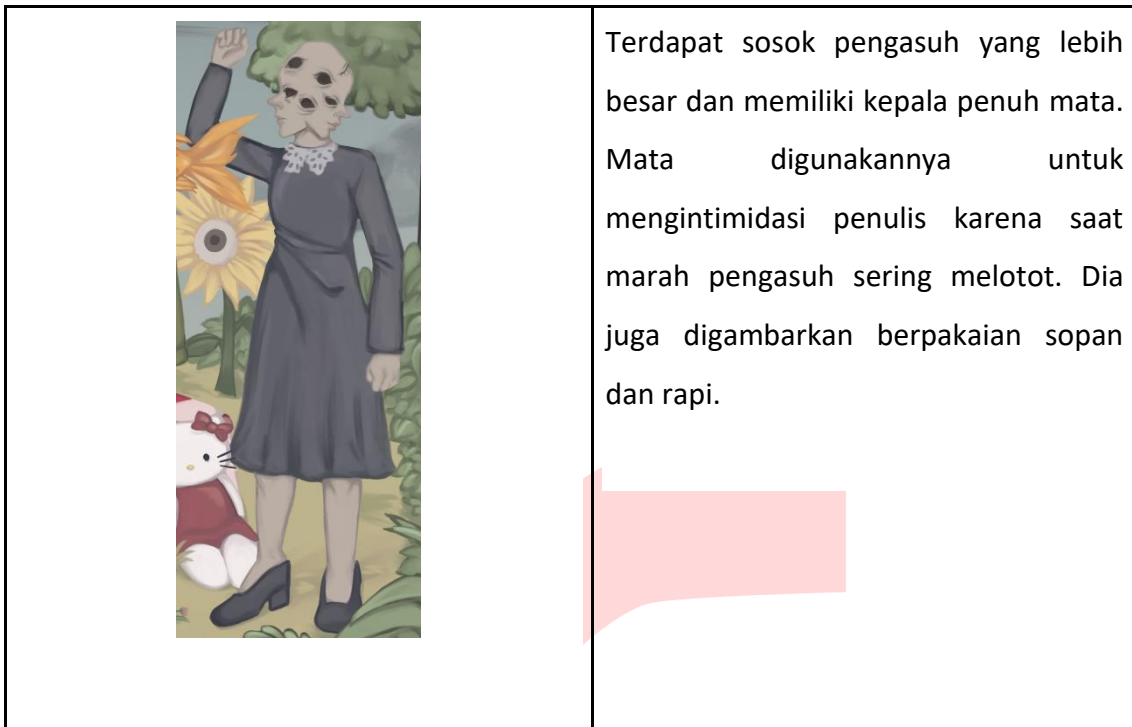 Terdapat sosok pengasuh yang lebih
besar dan memiliki kepala penuh mata.
Mata digunakannya untuk
mengintimidasi penulis karena saat
marah pengasuh sering melotot. Dia
juga digambarkan berpakaian sopan
dan rapi.